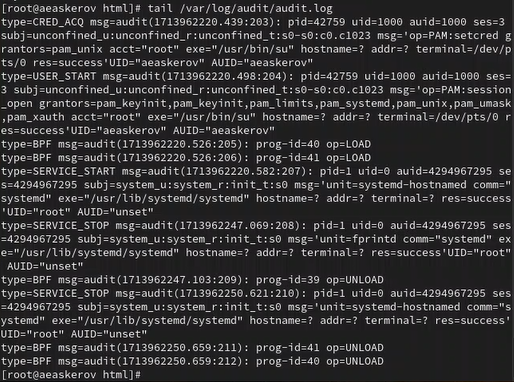 [root@aeaskerov html]# tail /var/log/audit/audit.log
type=CRED_ACQ msg=audit(1713962220.439:203): pid=42759 uid=1000 auid=1000 ses=3
subj=unconfined_u:unconfined_r:unconfined_t:s0-s0:c0.c1023 msg='op=PAM:setcred g
rantors=pam_unix acct="root" exe="/usr/bin/su" hostname=? addr=? terminal=/dev/p
ts/0 res=success'UID="aeaskerov" AUID="aeaskerov"
type=USER_START msg=audit(1713962220.498:204): pid=42759 uid=1000 auid=1000 ses=
3 subj=unconfined_u:unconfined_r:unconfined_t:s0-s0:c0.c1023 msg='op=PAM:session
_open grantors=pam_keyinit,pam_keyinit,pam_limits,pam_systemd,pam_unix,pam_umask
,pam_xauth acct="root" exe="/usr/bin/su" hostname=? addr=? terminal=/dev/pts/0 r
es=success'UID="aeaskerov" AUID="aeaskerov"
type=BPF msg=audit(1713962220.526:205): prog-id=40 op=LOAD
type=BPF msg=audit(1713962220.526:206): prog-id=41 op=LOAD
type=SERVICE_START msg=audit(1713962220.582:207): pid=1 uid=0 auid=4294967295 se
s=4294967295 subj=system_u:system_r:init_t:s0 msg='unit=systemd-hostnamed comm="
systemd" exe="/usr/lib/systemd/systemd" hostname=? addr=? terminal=? res=success
'UID="root" AUID="unset"
type=SERVICE_STOP msg=audit(1713962247.069:208): pid=1 uid=0 auid=4294967295 ses
=4294967295 subj=system_u:system_r:init_t:s0 msg='unit=fprintd comm="systemd" ex
e="/usr/lib/systemd/systemd" hostname=? addr=? terminal=? res=success'UID="root"
 AUID="unset"
type=BPF msg=audit(1713962247.103:209): prog-id=39 op=UNLOAD
type=SERVICE_STOP msg=audit(1713962250.621:210): pid=1 uid=0 auid=4294967295 ses
=4294967295 subj=system_u:system_r:init_t:s0 msg='unit=systemd-hostnamed comm="s
ystemd" exe="/usr/lib/systemd/systemd" hostname=? addr=? terminal=? res=success'
UID="root" AUID="unset"
type=BPF msg=audit(1713962250.659:211): prog-id=41 op=UNLOAD
type=BPF msg=audit(1713962250.659:212): prog-id=40 op=UNLOAD
[root@aeaskerov html]#